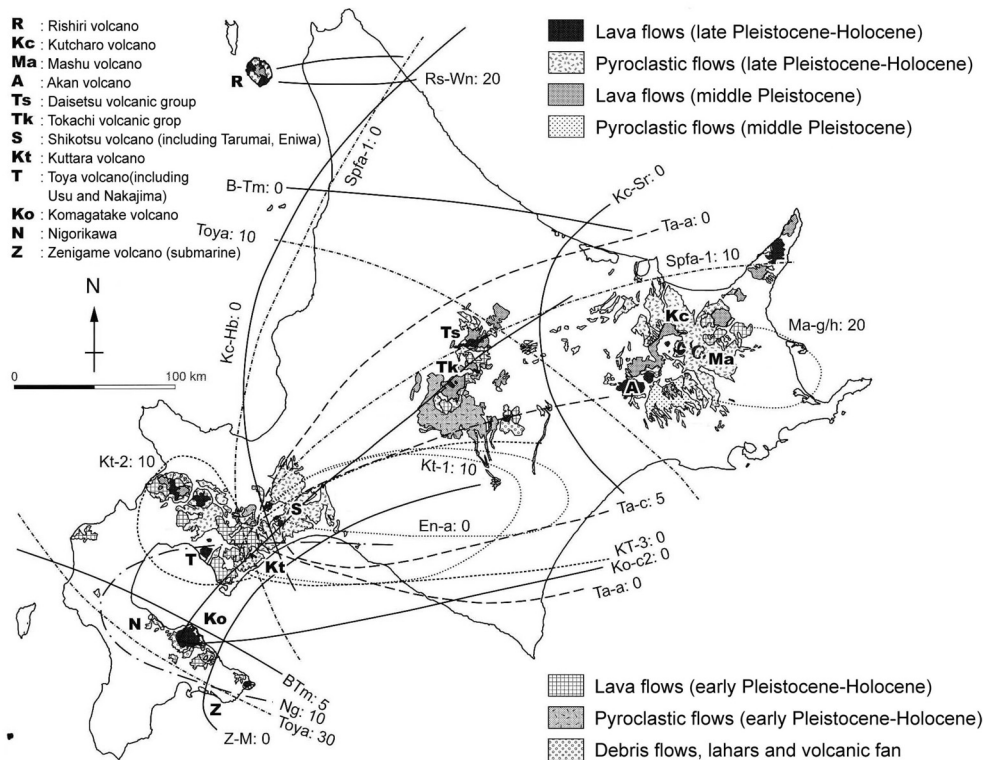 R : Rishiri volcano
Kc : Kutcharo volcano
Ma : Mashu volcano
A : Akan volcano
Ts : Daisetsu volcanic group
Tk : Tokachi volcanic grop
S : Shikotsu volcano (including Tarumai, Eniwa)
Kt : Kuttara volcano
T : Toya volcano(including
Usu and Nakajima)
Ko : Komagatake volcano
N : Nigorikawa
Z : Zenigame volcano (submarine)
Lava flows (late Pleistocene-Holocene)
Pyroclastic flows (late Pleistocene-Holocene)
Lava flows (middle Pleistocene)
Pyroclastic flows (middle Pleistocene)
R
Rs-Wn: 20
Spfa-1: 0
B-Tm: 0
Kc-Sr: 0
Toya: 10
Ta-a: 0
Spfa-1: 10
N
Kc-Hb: 0
Ts
Kc
Ma-g/h: 20
Ma
Tk
A
0 100 km
Kt-2: 10
Kt-1: 10
S
En-a: 0
Ta-c: 5
T
Kt
KT-3: 0
Ko-c2: 0
Ta-a: 0
N
Ko
Z
BTm: 5
Ng: 10
Toya: 30
Z-M: 0
Lava flows (early Pleistocene-Holocene)
Pyroclastic flows (early Pleistocene-Holocene)
Debris flows, lahars and volcanic fan